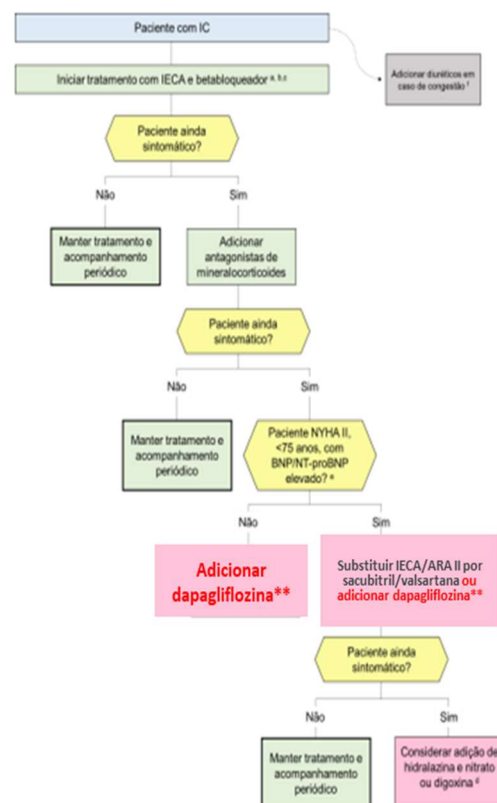 Paciente com IC
Iniciar tratamento com IECA e betabloqueador a, b,c
Adicionar diuréticos em
caso de congestão f
Paciente ainda
sintomático?
Não
Sim
Manter tratamento e
acompanhamento
periódico
Adicionar
antagonistas de
mineralocorticoides
Paciente ainda
sintomático?
Não
Sim
Manter tratamento e
acompanhamento
periódico
Paciente NYHA II,
<75 anos, com
BNP/NT-proBNP
elevado? e
Não
Sim
Adicionar
dapagliflozina**
Substituir IECA/ARA II por
sacubitril/valsartana ou
adicionar dapagliflozina**
Paciente ainda
sintomático?
Não
Sim
Manter tratamento e
acompanhamento
periódico
Considerar adição de
hidralazina e nitrato
ou digoxina d